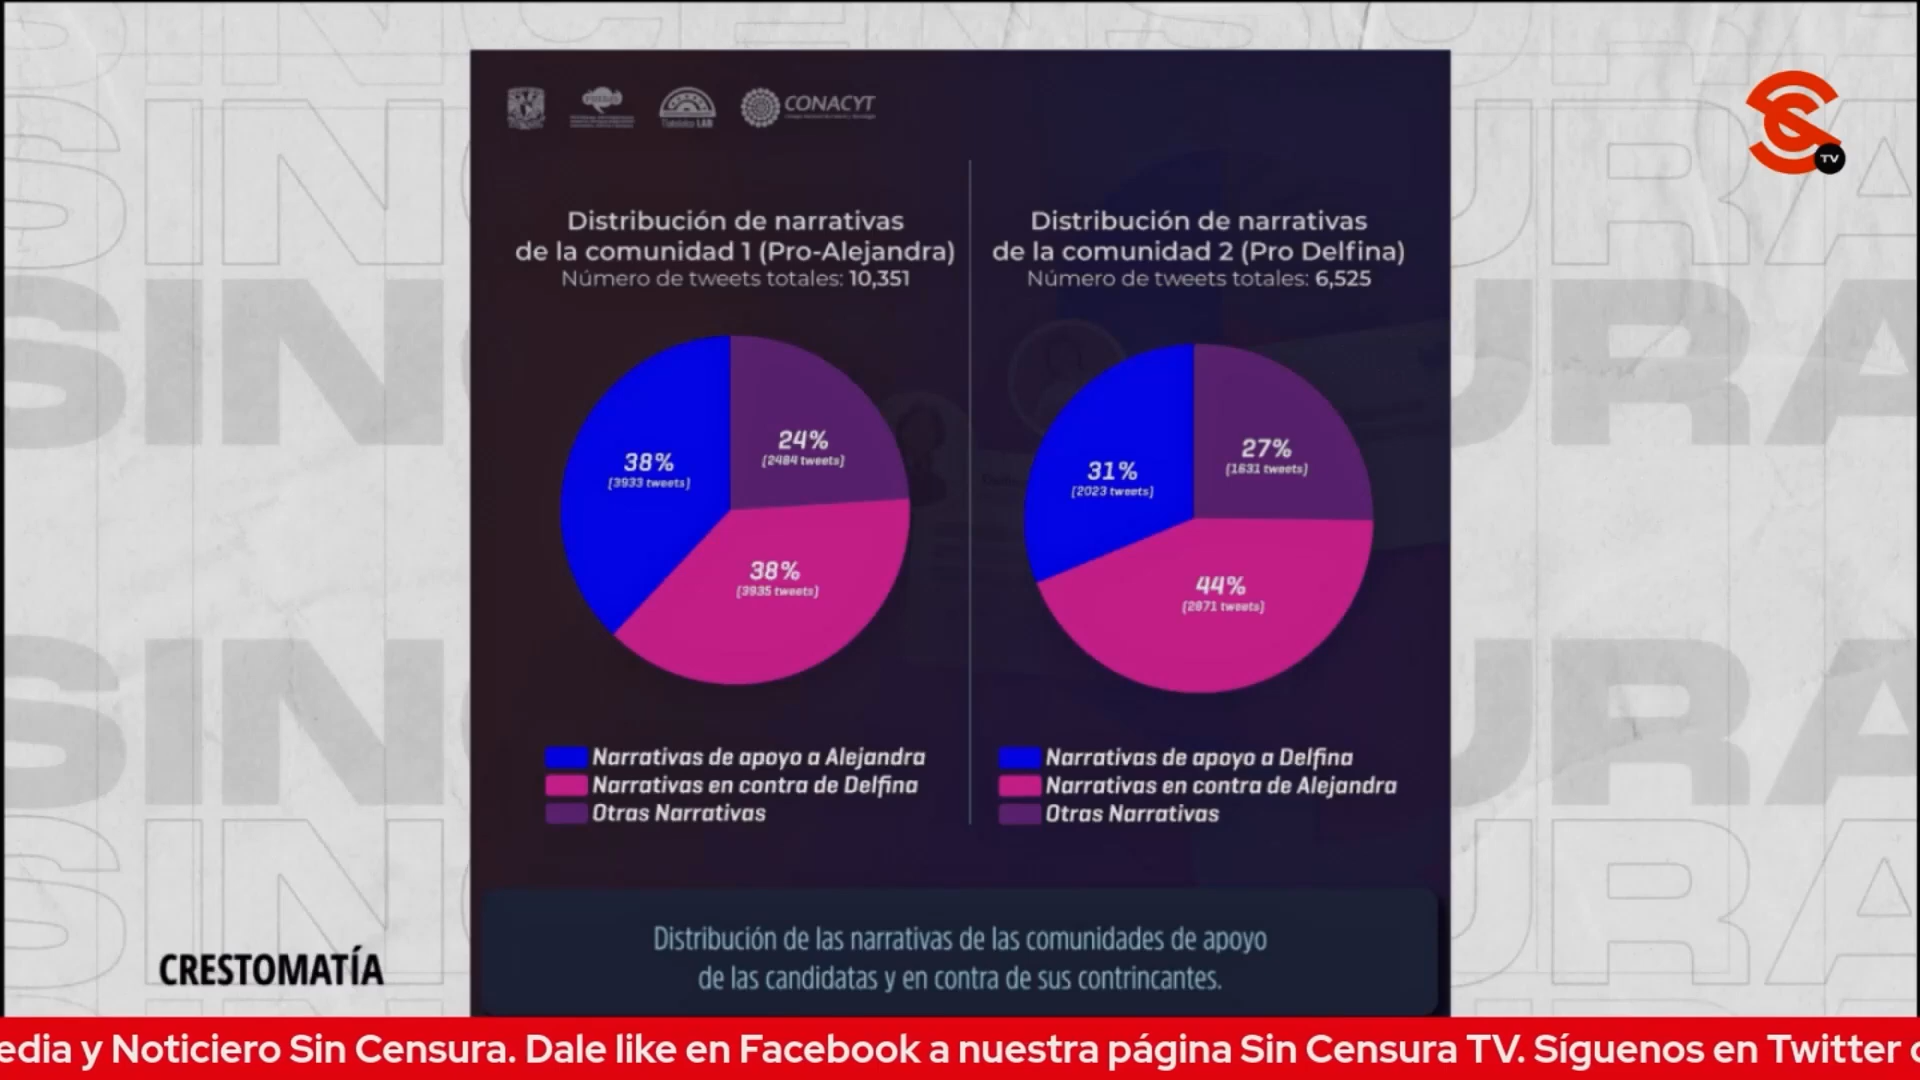 CONACYT
TV
Distribución de narrativas
de la comunidad 1 (Pro-Alejandra)
Número de tweets totales: 10,351
Distribución de narrativas
de la comunidad 2 (Pro Delfina)
Número de tweets totales: 6,525
38%
(3933 tweets)
24%
(2484 tweets)
38%
(3935 tweets)
31%
(2023 tweets)
27%
(1631 tweets)
44%
(2871 tweets)
Narrativas de apoyo a Alejandra
Narrativas en contra de Delfina
Otras Narrativas
Narrativas de apoyo a Delfina
Narrativas en contra de Alejandra
Otras Narrativas
Distribución de las narrativas de las comunidades de apoyo
de las candidatas y en contra de sus contrincantes.
CRESTOMATÍA
edia y Noticiero Sin Censura. Dale like en Facebook a nuestra página Sin Censura TV. Síguenos en Twitter